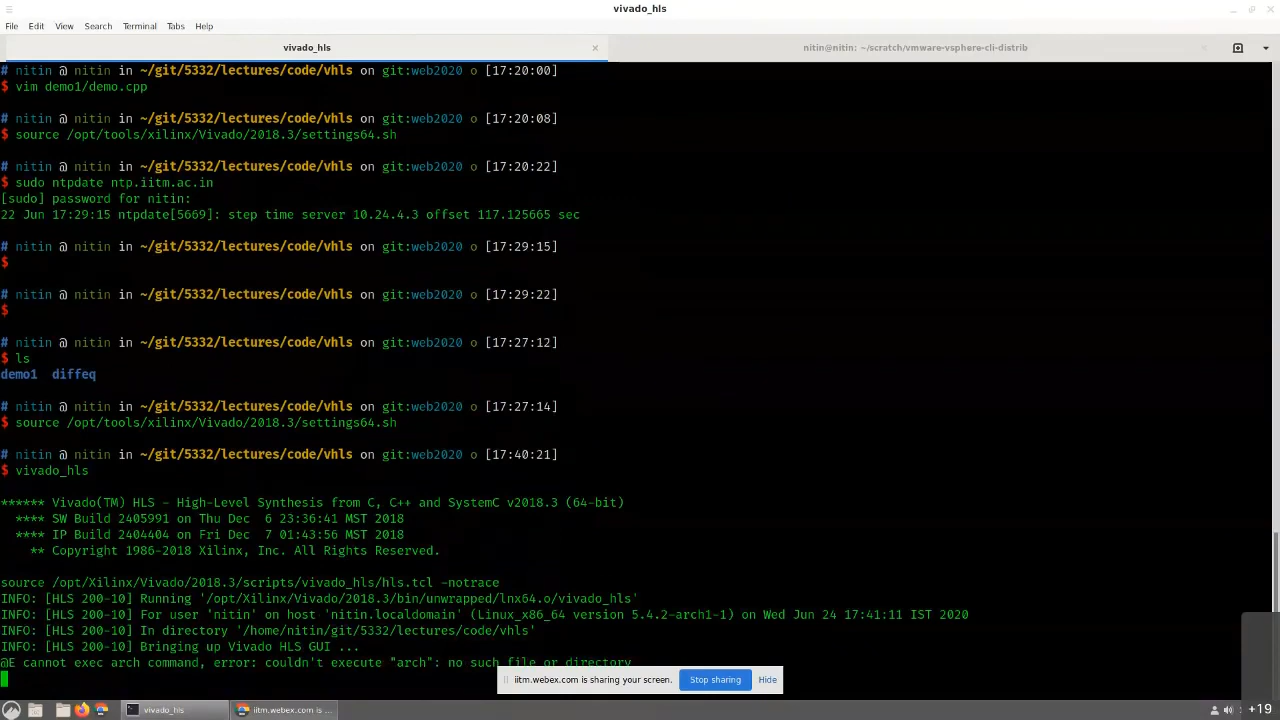 vivado_hls
File Edit View Search Terminal Tabs Help
vivado_hls × nitin@nitin: ~/scratch/vmware-vsphere-cli-distrib
# nitin @ nitin in ~/git/5332/lectures/code/vhls on git:web2020 o [17:20:00]
$ vim demo1/demo.cpp
# nitin @ nitin in ~/git/5332/lectures/code/vhls on git:web2020 o [17:20:08]
$ source /opt/tools/xilinx/Vivado/2018.3/settings64.sh
# nitin @ nitin in ~/git/5332/lectures/code/vhls on git:web2020 o [17:20:22]
$ sudo ntpdate ntp.iitm.ac.in
[sudo] password for nitin:
22 Jun 17:29:15 ntpdate[5669]: step time server 10.24.4.3 offset 117.125665 sec
# nitin @ nitin in ~/git/5332/lectures/code/vhls on git:web2020 o [17:29:15]
$
# nitin @ nitin in ~/git/5332/lectures/code/vhls on git:web2020 o [17:29:22]
$
# nitin @ nitin in ~/git/5332/lectures/code/vhls on git:web2020 o [17:27:12]
$ ls
demo1 diffeq
# nitin @ nitin in ~/git/5332/lectures/code/vhls on git:web2020 o [17:27:14]
$ source /opt/tools/xilinx/Vivado/2018.3/settings64.sh
# nitin @ nitin in ~/git/5332/lectures/code/vhls on git:web2020 o [17:40:21]
$ vivado_hls
****** Vivado(TM) HLS - High-Level Synthesis from C, C++ and SystemC v2018.3 (64-bit)
**** SW Build 2405991 on Thu Dec 6 23:36:41 MST 2018
**** IP Build 2404404 on Fri Dec 7 01:43:56 MST 2018
** Copyright 1986-2018 Xilinx, Inc. All Rights Reserved.
source /opt/Xilinx/Vivado/2018.3/scripts/vivado_hls/hls.tcl -notrace
INFO: [HLS 200-10] Running '/opt/Xilinx/Vivado/2018.3/bin/unwrapped/lnx64.o/vivado_hls'
INFO: [HLS 200-10] For user 'nitin' on host 'nitin.localdomain' (Linux_x86_64 version 5.4.2-arch1-1) on Wed Jun 24 17:41:11 IST 2020
INFO: [HLS 200-10] In directory '/home/nitin/git/5332/lectures/code/vhls'
INFO: [HLS 200-10] Bringing up Vivado HLS GUI ...
@E cannot exec arch command, error: couldn't execute "arch": no such file or directory
iitm.webex.com is sharing your screen. Stop sharing Hide
vivado_hls iitm.webex.com is ... +19